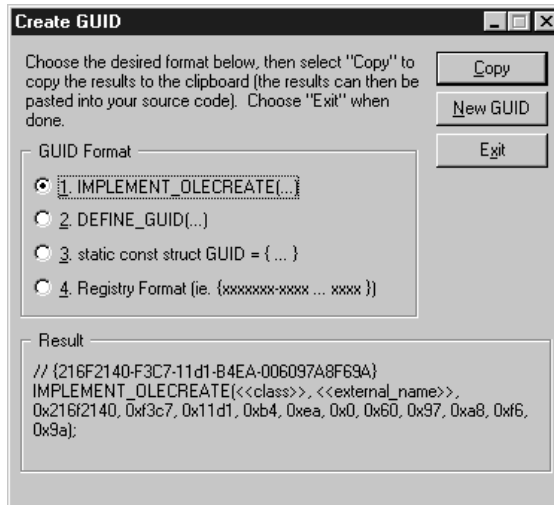 Create GUID
Choose the desired format below, then select "Copy" to
copy the results to the clipboard (the results can then be
pasted into your source code). Choose "Exit" when
done.
Copy
New GUID
Exit
GUID Format
1. IMPLEMENT_OLECREATE(...)
2. DEFINE_GUID(...)
3. static const struct GUID = { ... }
4. Registry Format (ie. {xxxxxxx-xxxx ... xxxx })
Result
// {216F2140-F3C7-11d1-B4EA-006097A8F69A}
IMPLEMENT_OLECREATE(<<class>>, <<external_name>>,
0x216f2140, 0xf3c7, 0x11d1, 0xb4, 0xea, 0x0, 0x60, 0x97, 0xa8, 0xf6,
0x9a);